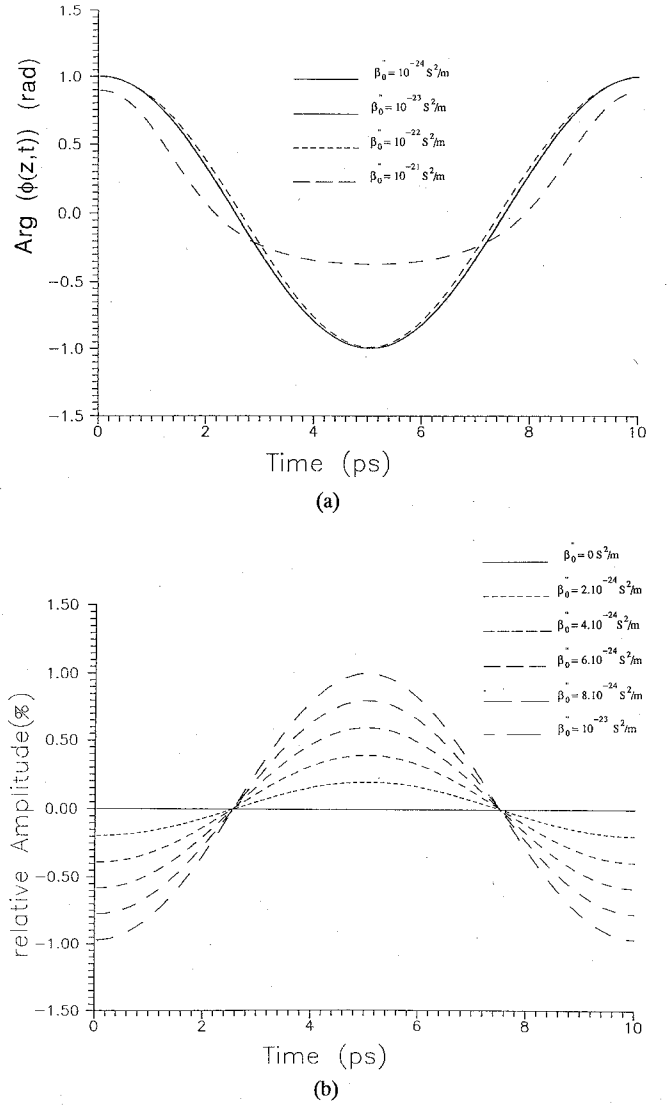 1.5
1.0
0.5
0.0
−0.5
−1.0
−1.5
Arg (ϕ(z,t)) (rad)
β₀" = 10⁻²⁴ S²/m
β₀" = 10⁻²³ S²/m
β₀" = 10⁻²² S²/m
β₀" = 10⁻²¹ S²/m
0 2 4 6 8 10
Time (ps)
(a)
β₀" = 0 S²/m
β₀" = 2.10⁻²⁴ S²/m
β₀" = 4.10⁻²⁴ S²/m
β₀" = 6.10⁻²⁴ S²/m
β₀" = 8.10⁻²⁴ S²/m
β₀" = 10⁻²³ S²/m
1.50
1.00
0.50
0.00
−0.50
−1.00
−1.50
relative Amplitude(%)
0 2 4 6 8 10
Time (ps)
(b)